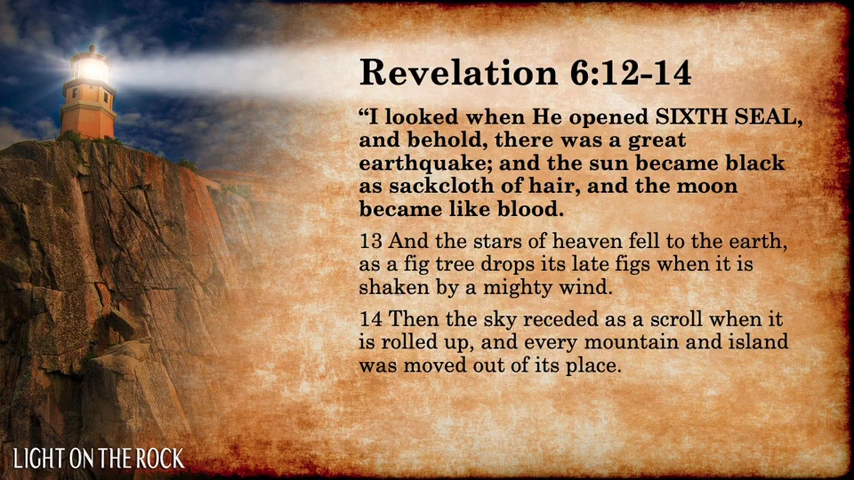 Revelation 6:12-14
“I looked when He opened SIXTH SEAL,
and behold, there was a great
earthquake; and the sun became black
as sackcloth of hair, and the moon
became like blood.
13 And the stars of heaven fell to the earth,
as a fig tree drops its late figs when it is
shaken by a mighty wind.
14 Then the sky receded as a scroll when it
is rolled up, and every mountain and island
was moved out of its place.
LIGHT ON THE ROCK